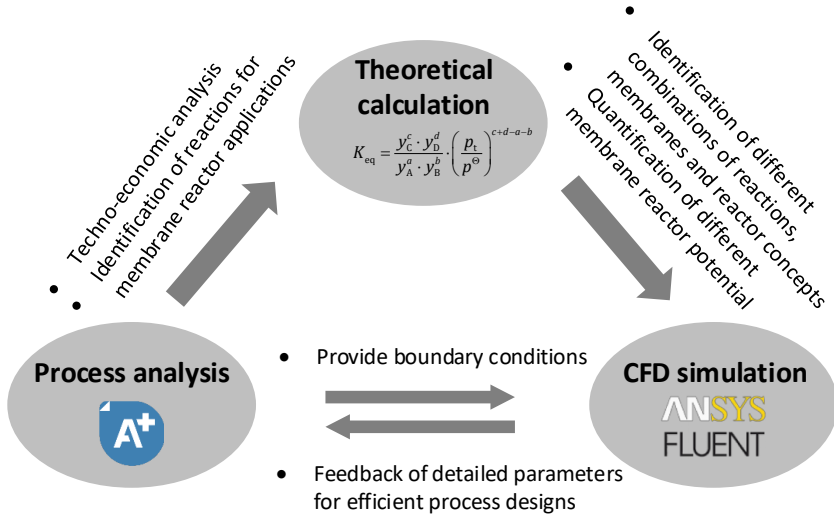 Theoretical
calculation
K_eq = (y_C^c · y_D^d) / (y_A^a · y_B^b) · (p_t / p^Θ)^(c+d−a−b)
• Techno-economic analysis
• Identification of reactions for
membrane reactor applications
• Identification of different
combinations of reactions,
membranes and reactor concepts
• Quantification of different
membrane reactor potential
Process analysis
A+
• Provide boundary conditions
• Feedback of detailed parameters
for efficient process designs
CFD simulation
ANSYS
FLUENT